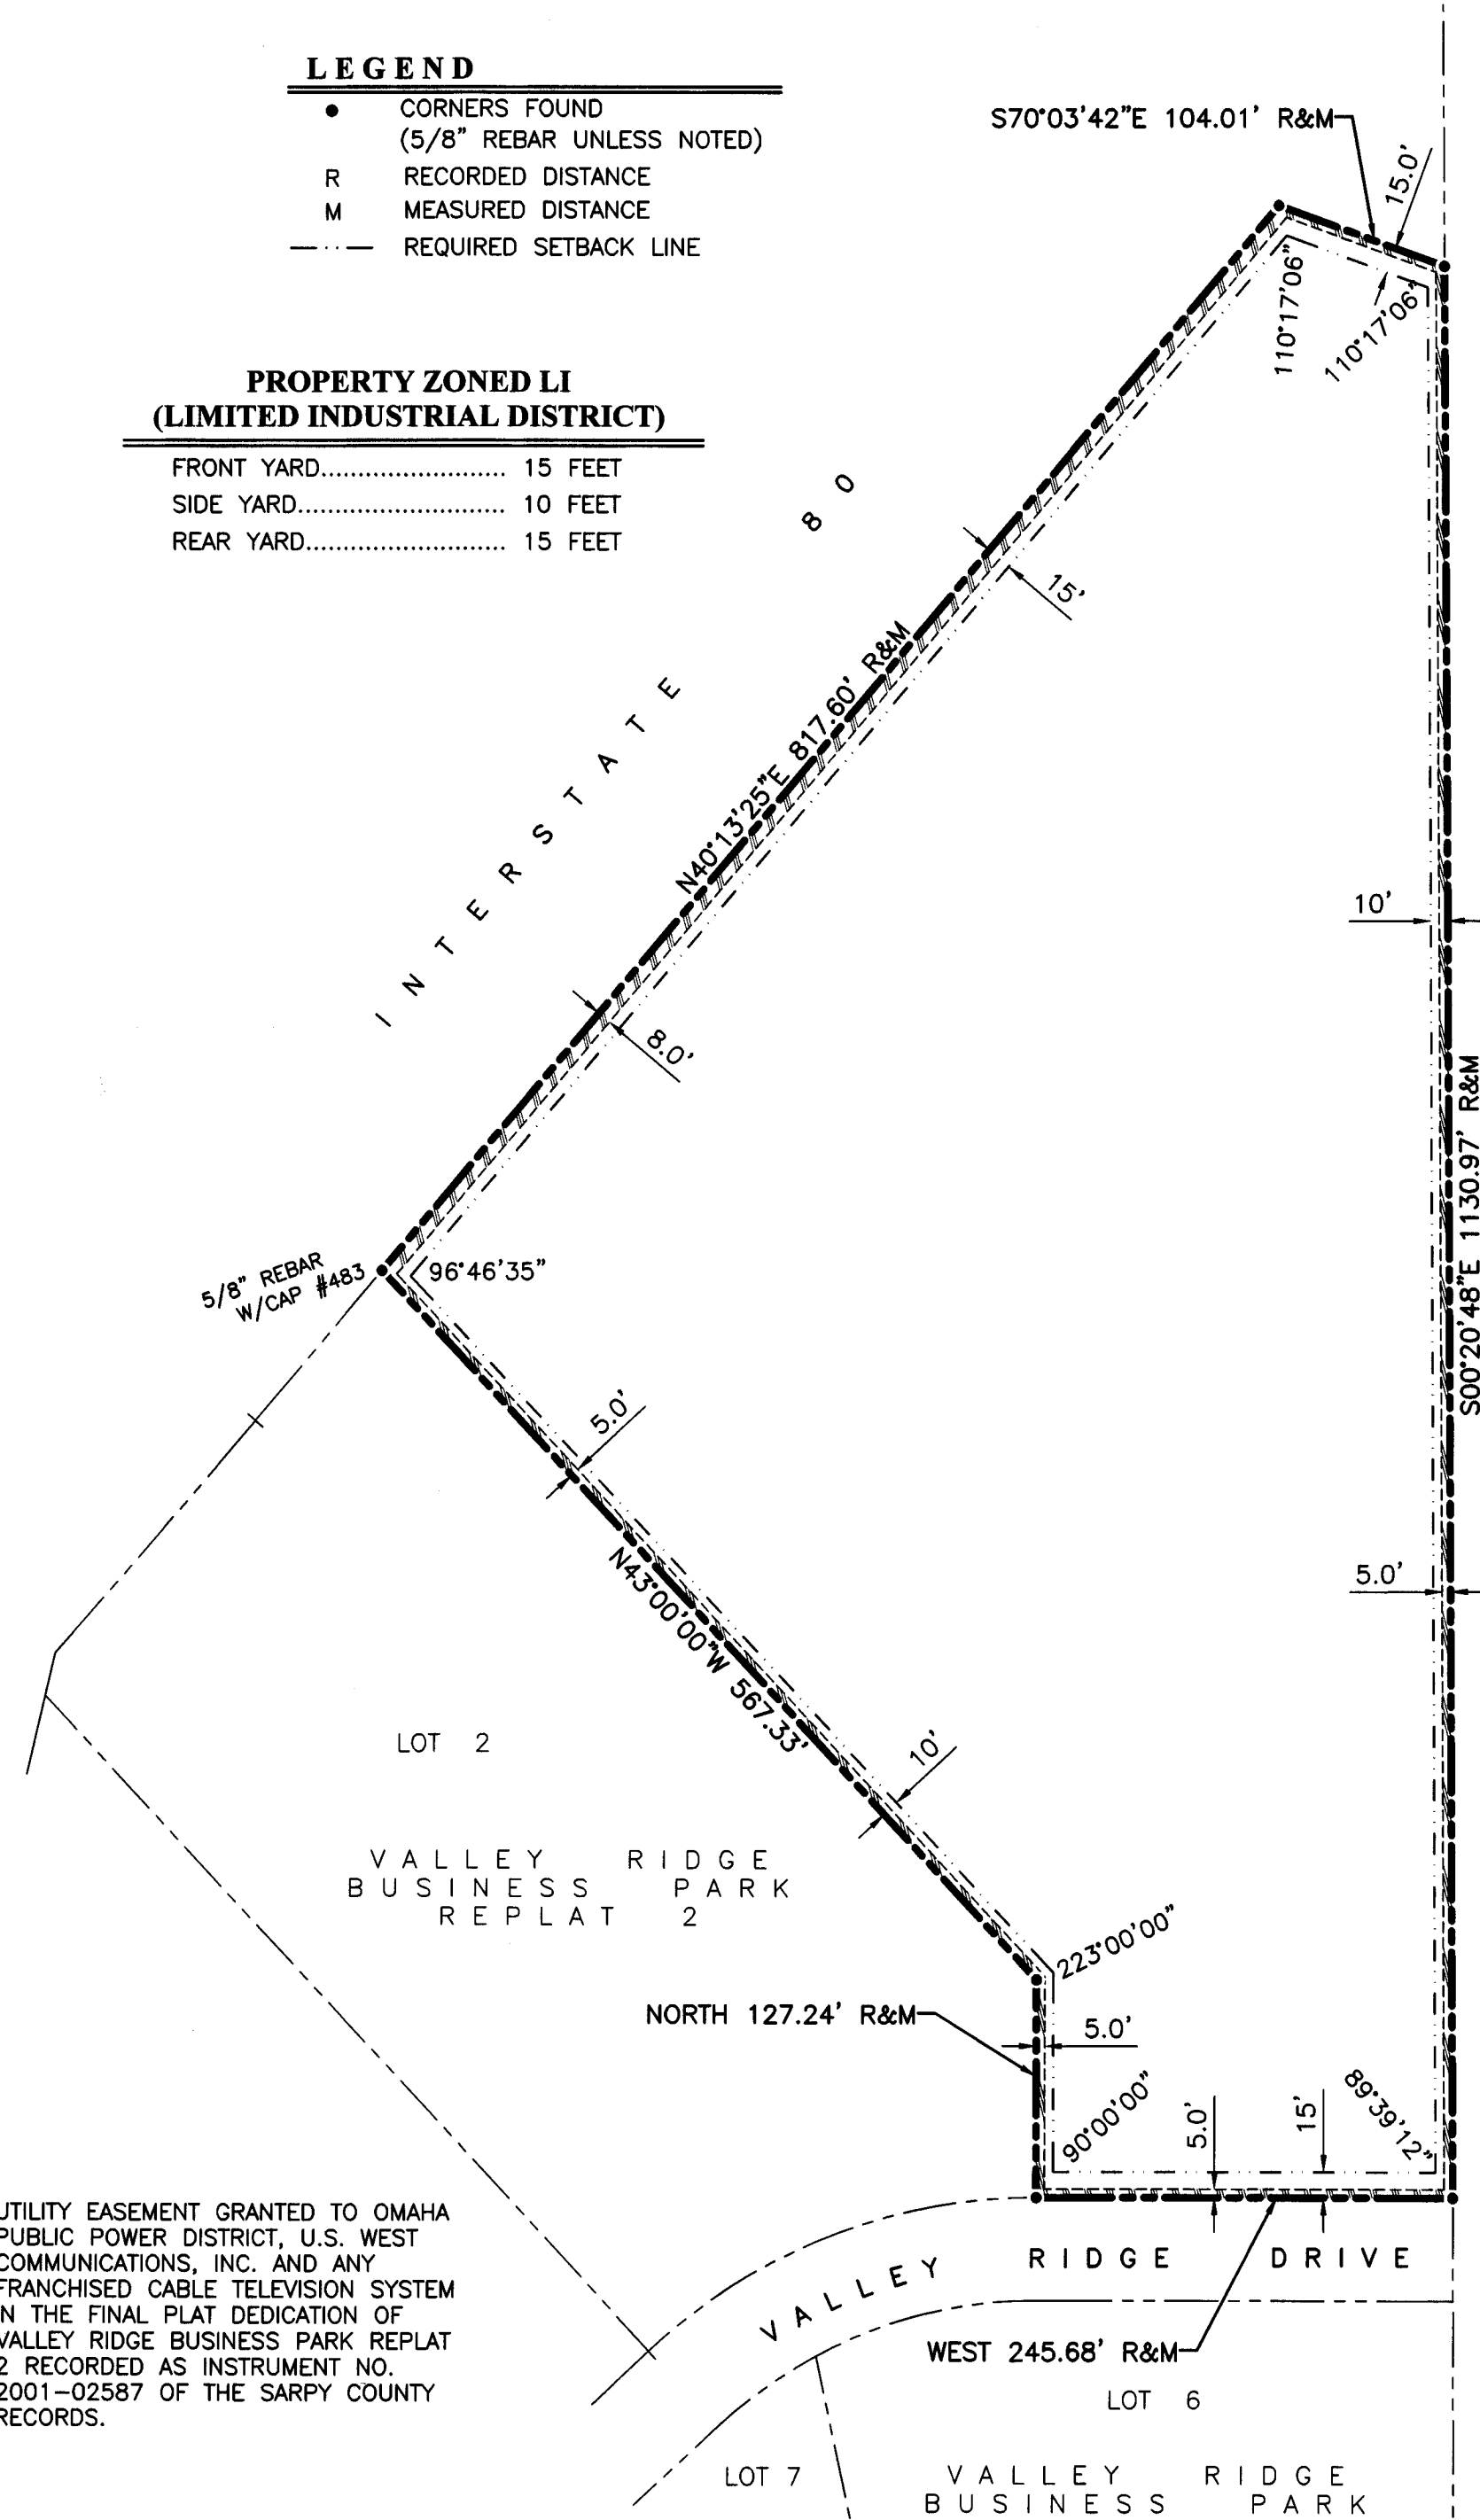 LEGEND
● CORNERS FOUND
(5/8" REBAR UNLESS NOTED)
R RECORDED DISTANCE
M MEASURED DISTANCE
REQUIRED SETBACK LINE
PROPERTY ZONED LI
(LIMITED INDUSTRIAL DISTRICT)
FRONT YARD......................... 15 FEET
SIDE YARD............................ 10 FEET
REAR YARD........................... 15 FEET
S70°03'42"E 104.01' R&M
15.0'
110°17'06"
110°17'06"
INTERSTATE 80
15'
N40°13'25"E 817.60' R&M
10'
8.0'
S00°20'48"E 1130.97' R&M
5/8" REBAR
W/CAP #483
96°46'35"
5.0'
5.0'
N43°00'00"W 567.33'
10'
LOT 2
VALLEY RIDGE
BUSINESS PARK
REPLAT 2
223°00'00"
NORTH 127.24' R&M
5.0'
90°00'00"
5.0'
15'
89°39'12"
UTILITY EASEMENT GRANTED TO OMAHA
PUBLIC POWER DISTRICT, U.S. WEST
COMMUNICATIONS, INC. AND ANY
FRANCHISED CABLE TELEVISION SYSTEM
IN THE FINAL PLAT DEDICATION OF
VALLEY RIDGE BUSINESS PARK REPLAT
2 RECORDED AS INSTRUMENT NO.
2001-02587 OF THE SARPY COUNTY
RECORDS.
VALLEY RIDGE DRIVE
WEST 245.68' R&M
LOT 6
LOT 7
VALLEY RIDGE
BUSINESS PARK